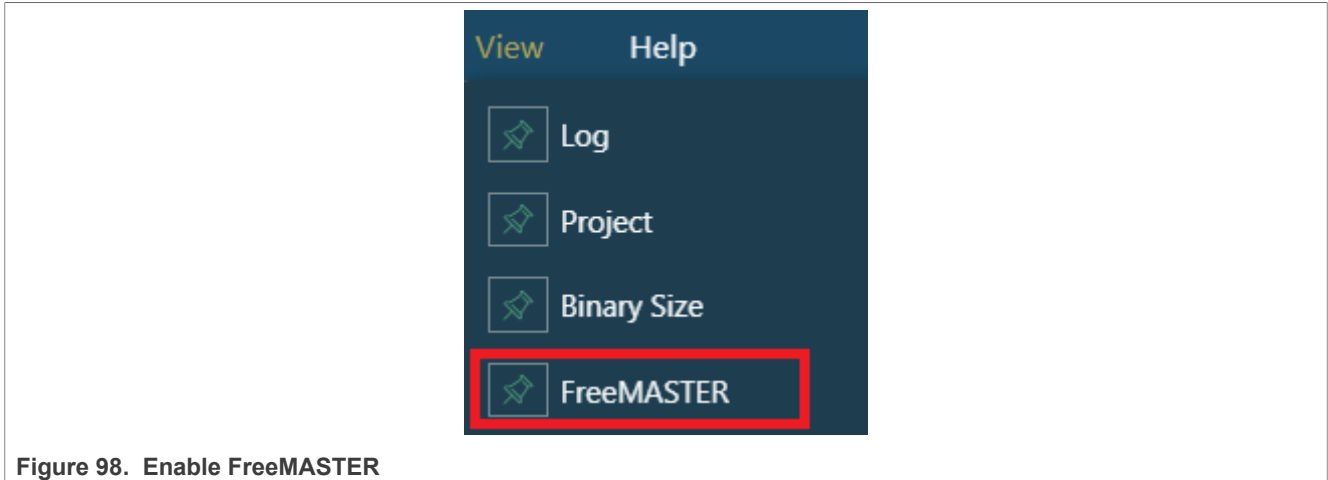 View Help
Log
Project
Binary Size
FreeMASTER
Figure 98. Enable FreeMASTER